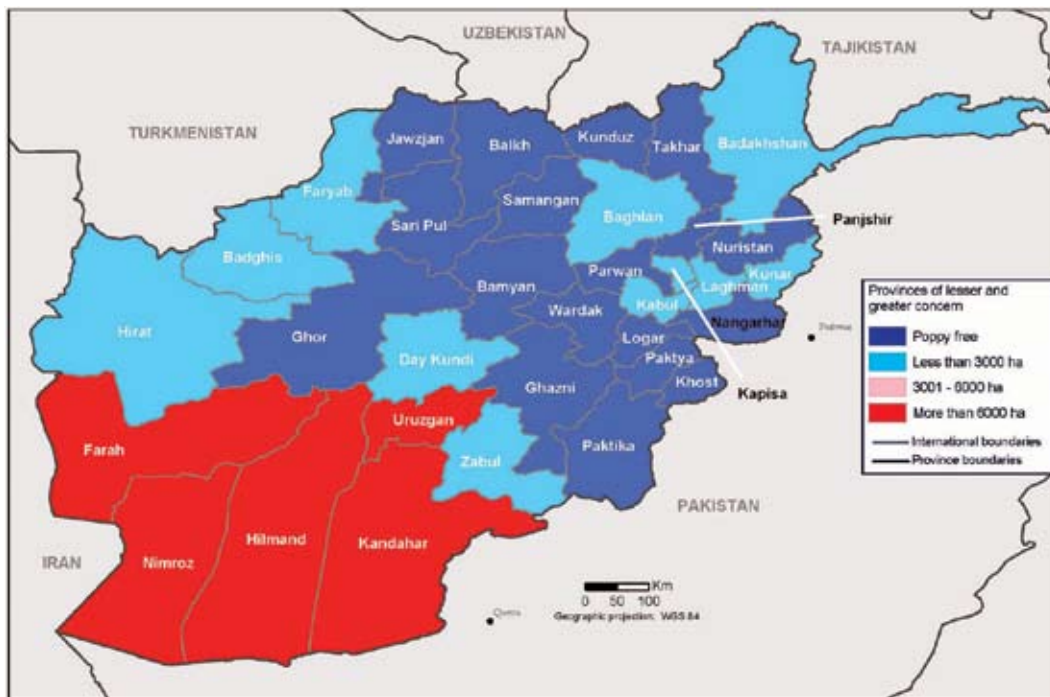 UZBEKISTAN
TAJIKISTAN
TURKMENISTAN
Jawzjan
Balkh
Kunduz
Takhar
Badakhshan
Faryab
Samangan
Baghlan
Panjshir
Sari Pul
Nuristan
Badghis
Kunar
Parwan
Laghman
Bamyan
Kabul
Hirat
Wardak
Nangarhar
Ghor
Logar
Day Kundi
Paktya
Ghazni
Khost
Kapisa
Uruzgan
Farah
Zabul
Paktika
PAKISTAN
Hilmand
Kandahar
IRAN
Nimroz
Provinces of lesser and
greater concern
Poppy free
Less than 3000 ha
3001 - 6000 ha
More than 6000 ha
International boundaries
Province boundaries
Km
0 50 100
Geographic projection: WGS 84